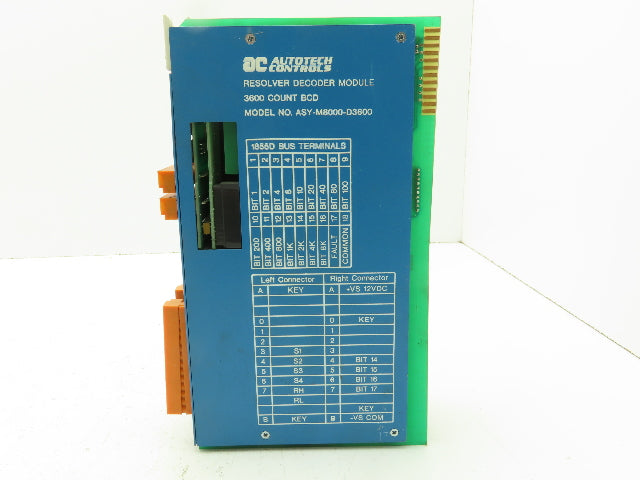 AC AUTOTECH
CONTROLS
RESOLVER DECODER MODULE
3600 COUNT BCD
MODEL NO. ASY-M8000-D3600
1855D BUS TERMINALS
1 2 3 4 5 6 7 8 9
BIT 1 BIT 2 BIT 4 BIT 8 BIT 10 BIT 20 BIT 40 BIT 80 BIT 100
10 11 12 13 14 15 16 17 18
BIT 200 BIT 400 BIT 800 BIT 1K BIT 2K BIT 4K BIT 8K FAULT COMMON
Left Connector Right Connector
A KEY A +VS 12VDC
0 0 KEY
1 1
2 2
3 S1 3
4 S2 4 BIT 14
5 S3 5 BIT 15
6 S4 6 BIT 16
7 RH 7 BIT 17
RL
KEY
B KEY B -VS COM